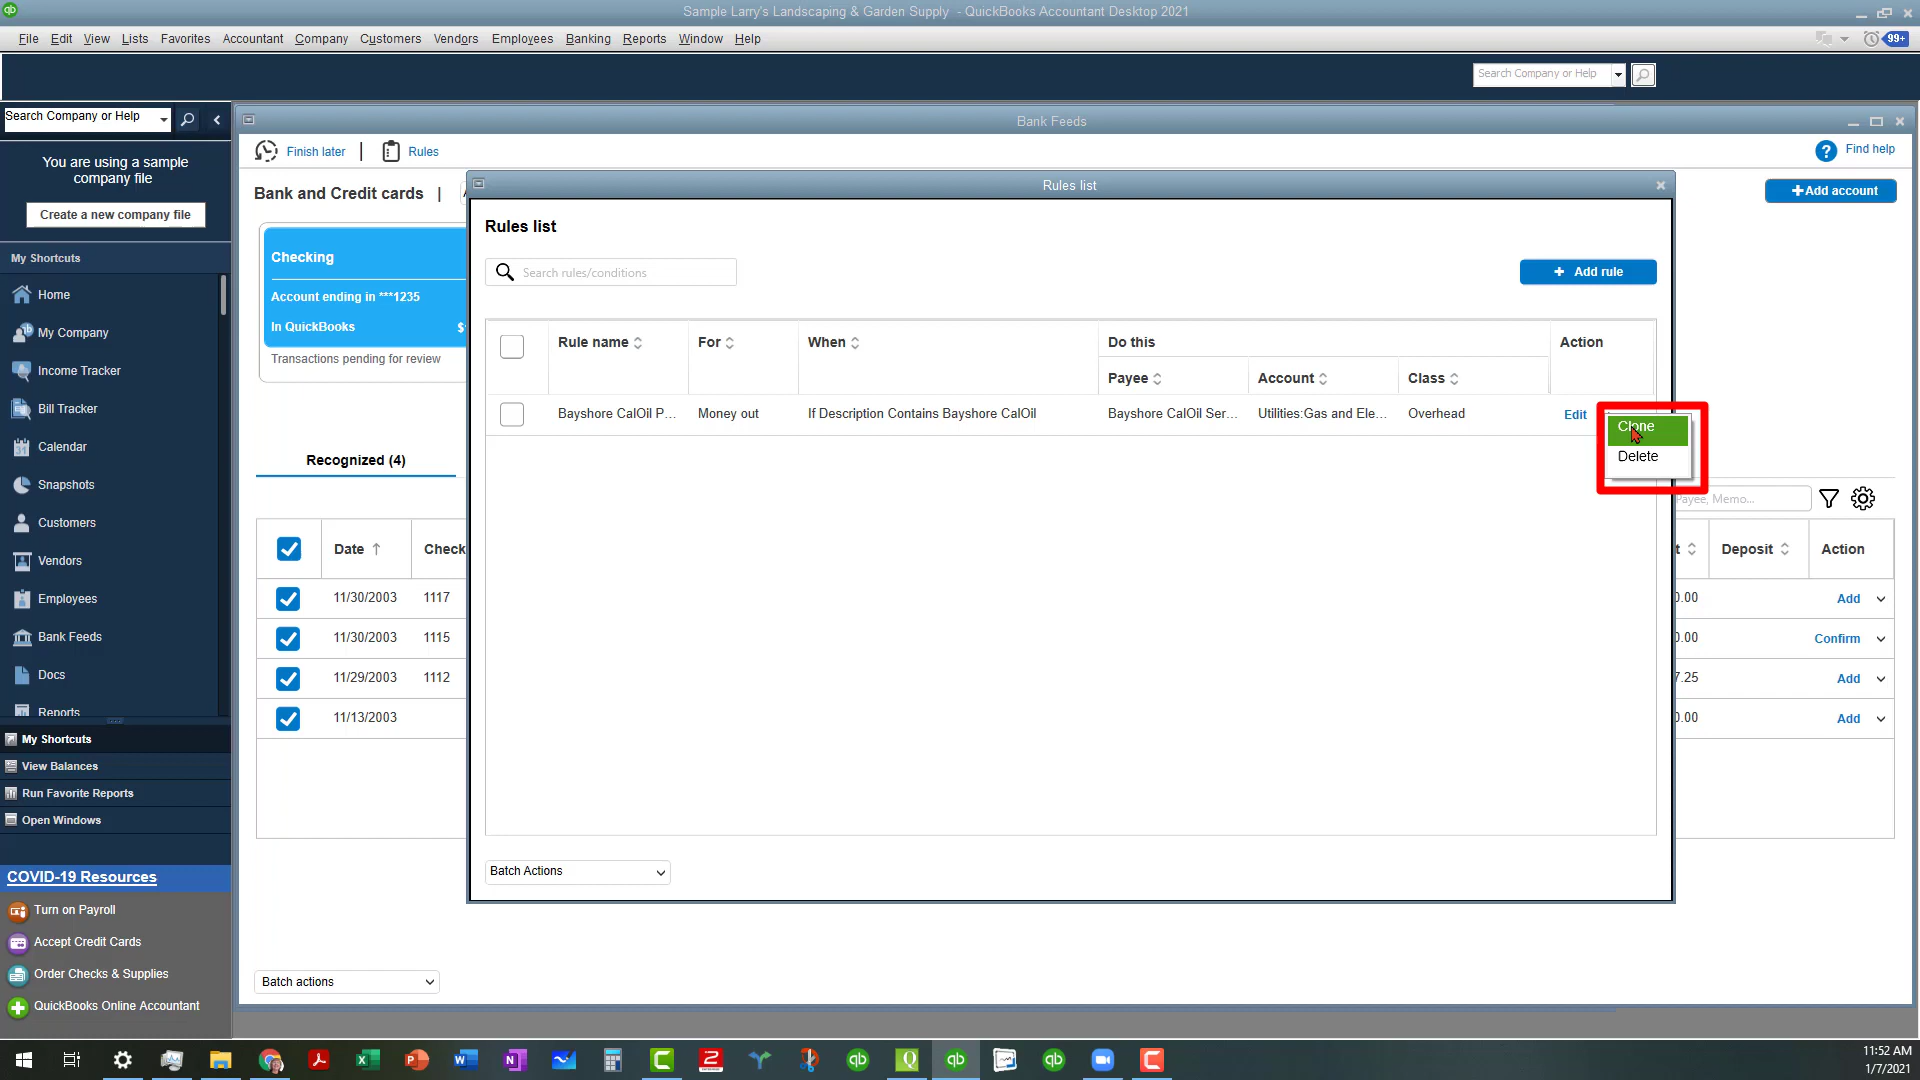 Sample Larry's Landscaping & Garden Supply - QuickBooks Accountant Desktop 2021
File Edit View Lists Favorites Accountant Company Customers Vendors Employees Banking Reports Window Help
99+
Search Company or Help
Search Company or Help
Bank Feeds
Finish later | Rules
Find help
You are using a sample
company file
Create a new company file
Bank and Credit cards |
Add account
Rules list
Rules list
Search rules/conditions
Add rule
Checking
Account ending in ***1235
In QuickBooks
Transactions pending for review
Rule name For When Do this Action
Payee Account Class
Bayshore CalOil P... Money out If Description Contains Bayshore CalOil Bayshore CalOil Ser... Utilities:Gas and Ele... Overhead Edit
Clone
Delete
Recognized (4)
Payee, Memo...
Date Check t Deposit Action
11/30/2003 1117 0.00 Add
11/30/2003 1115 0.00 Confirm
11/29/2003 1112 7.25 Add
11/13/2003 0.00 Add
Batch Actions
Batch actions
My Shortcuts
Home
My Company
Income Tracker
Bill Tracker
Calendar
Snapshots
Customers
Vendors
Employees
Bank Feeds
Docs
Reports
My Shortcuts
View Balances
Run Favorite Reports
Open Windows
COVID-19 Resources
Turn on Payroll
Accept Credit Cards
Order Checks & Supplies
QuickBooks Online Accountant
11:52 AM
1/7/2021